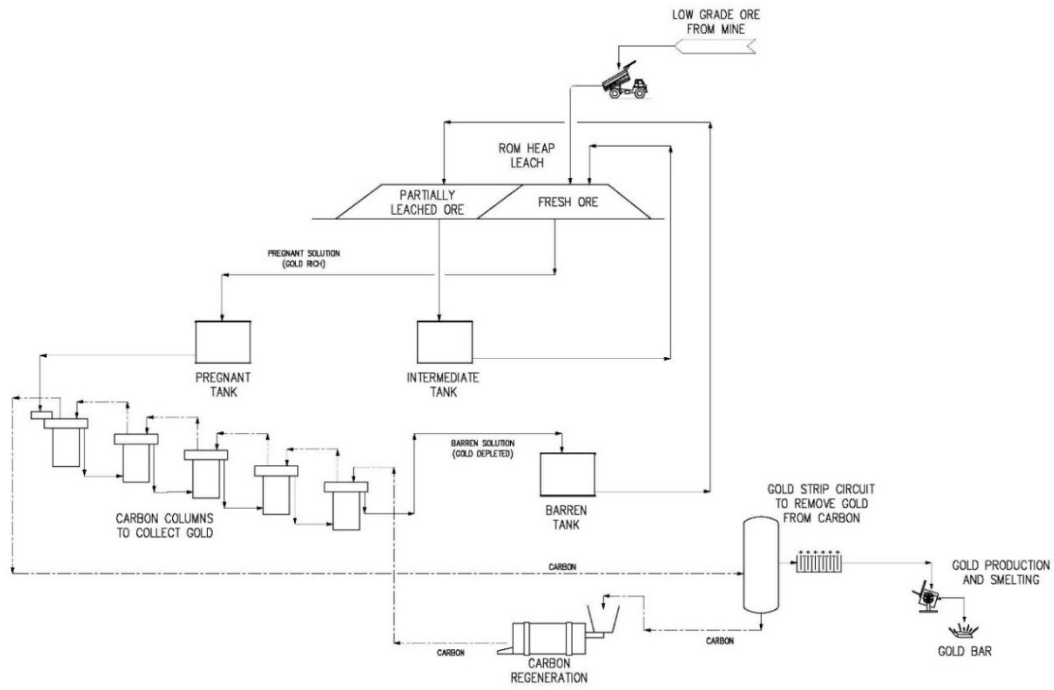 LOW GRADE ORE
FROM MINE
ROM HEAP
LEACH
PARTIALLY
LEACHED ORE
FRESH ORE
PREGNANT SOLUTION
(GOLD RICH)
PREGNANT
TANK
INTERMEDIATE
TANK
BARREN SOLUTION
(GOLD DEPLETED)
BARREN
TANK
CARBON COLUMNS
TO COLLECT GOLD
GOLD STRIP CIRCUIT
TO REMOVE GOLD
FROM CARBON
CARBON
GOLD PRODUCTION
AND SMELTING
GOLD BAR
CARBON
CARBON
CARBON
REGENERATION